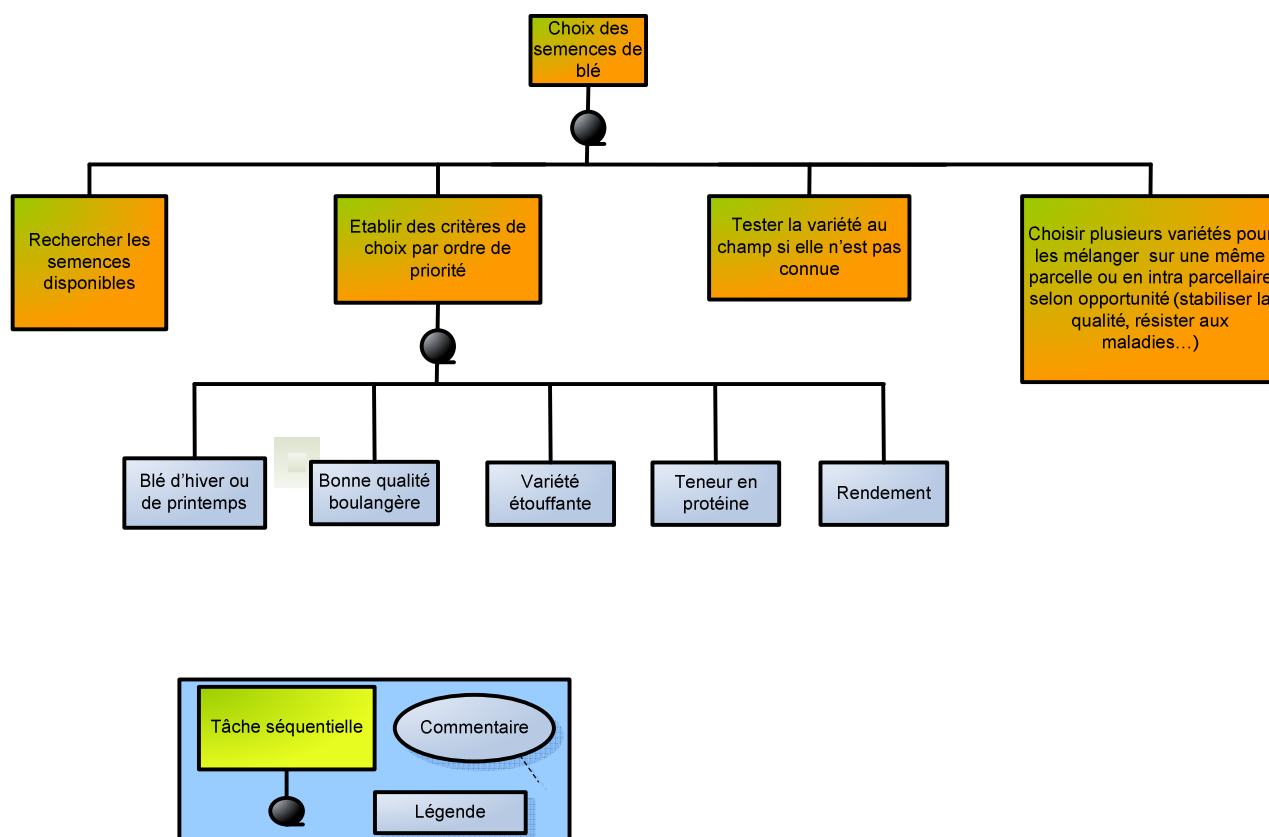 Choix des
semences de
blé
Rechercher les
semences
disponibles
Etablir des critères de
choix par ordre de
priorité
Tester la variété au
champ si elle n'est pas
connue
Choisir plusieurs variétés pour
les mélanger sur une même
parcelle ou en intra parcellaire
selon opportunité (stabiliser la
qualité, résister aux
maladies…)
Blé d'hiver ou
de printemps
Bonne qualité
boulangère
Variété
étouffante
Teneur en
protéine
Rendement
Tâche séquentielle
Commentaire
Légende